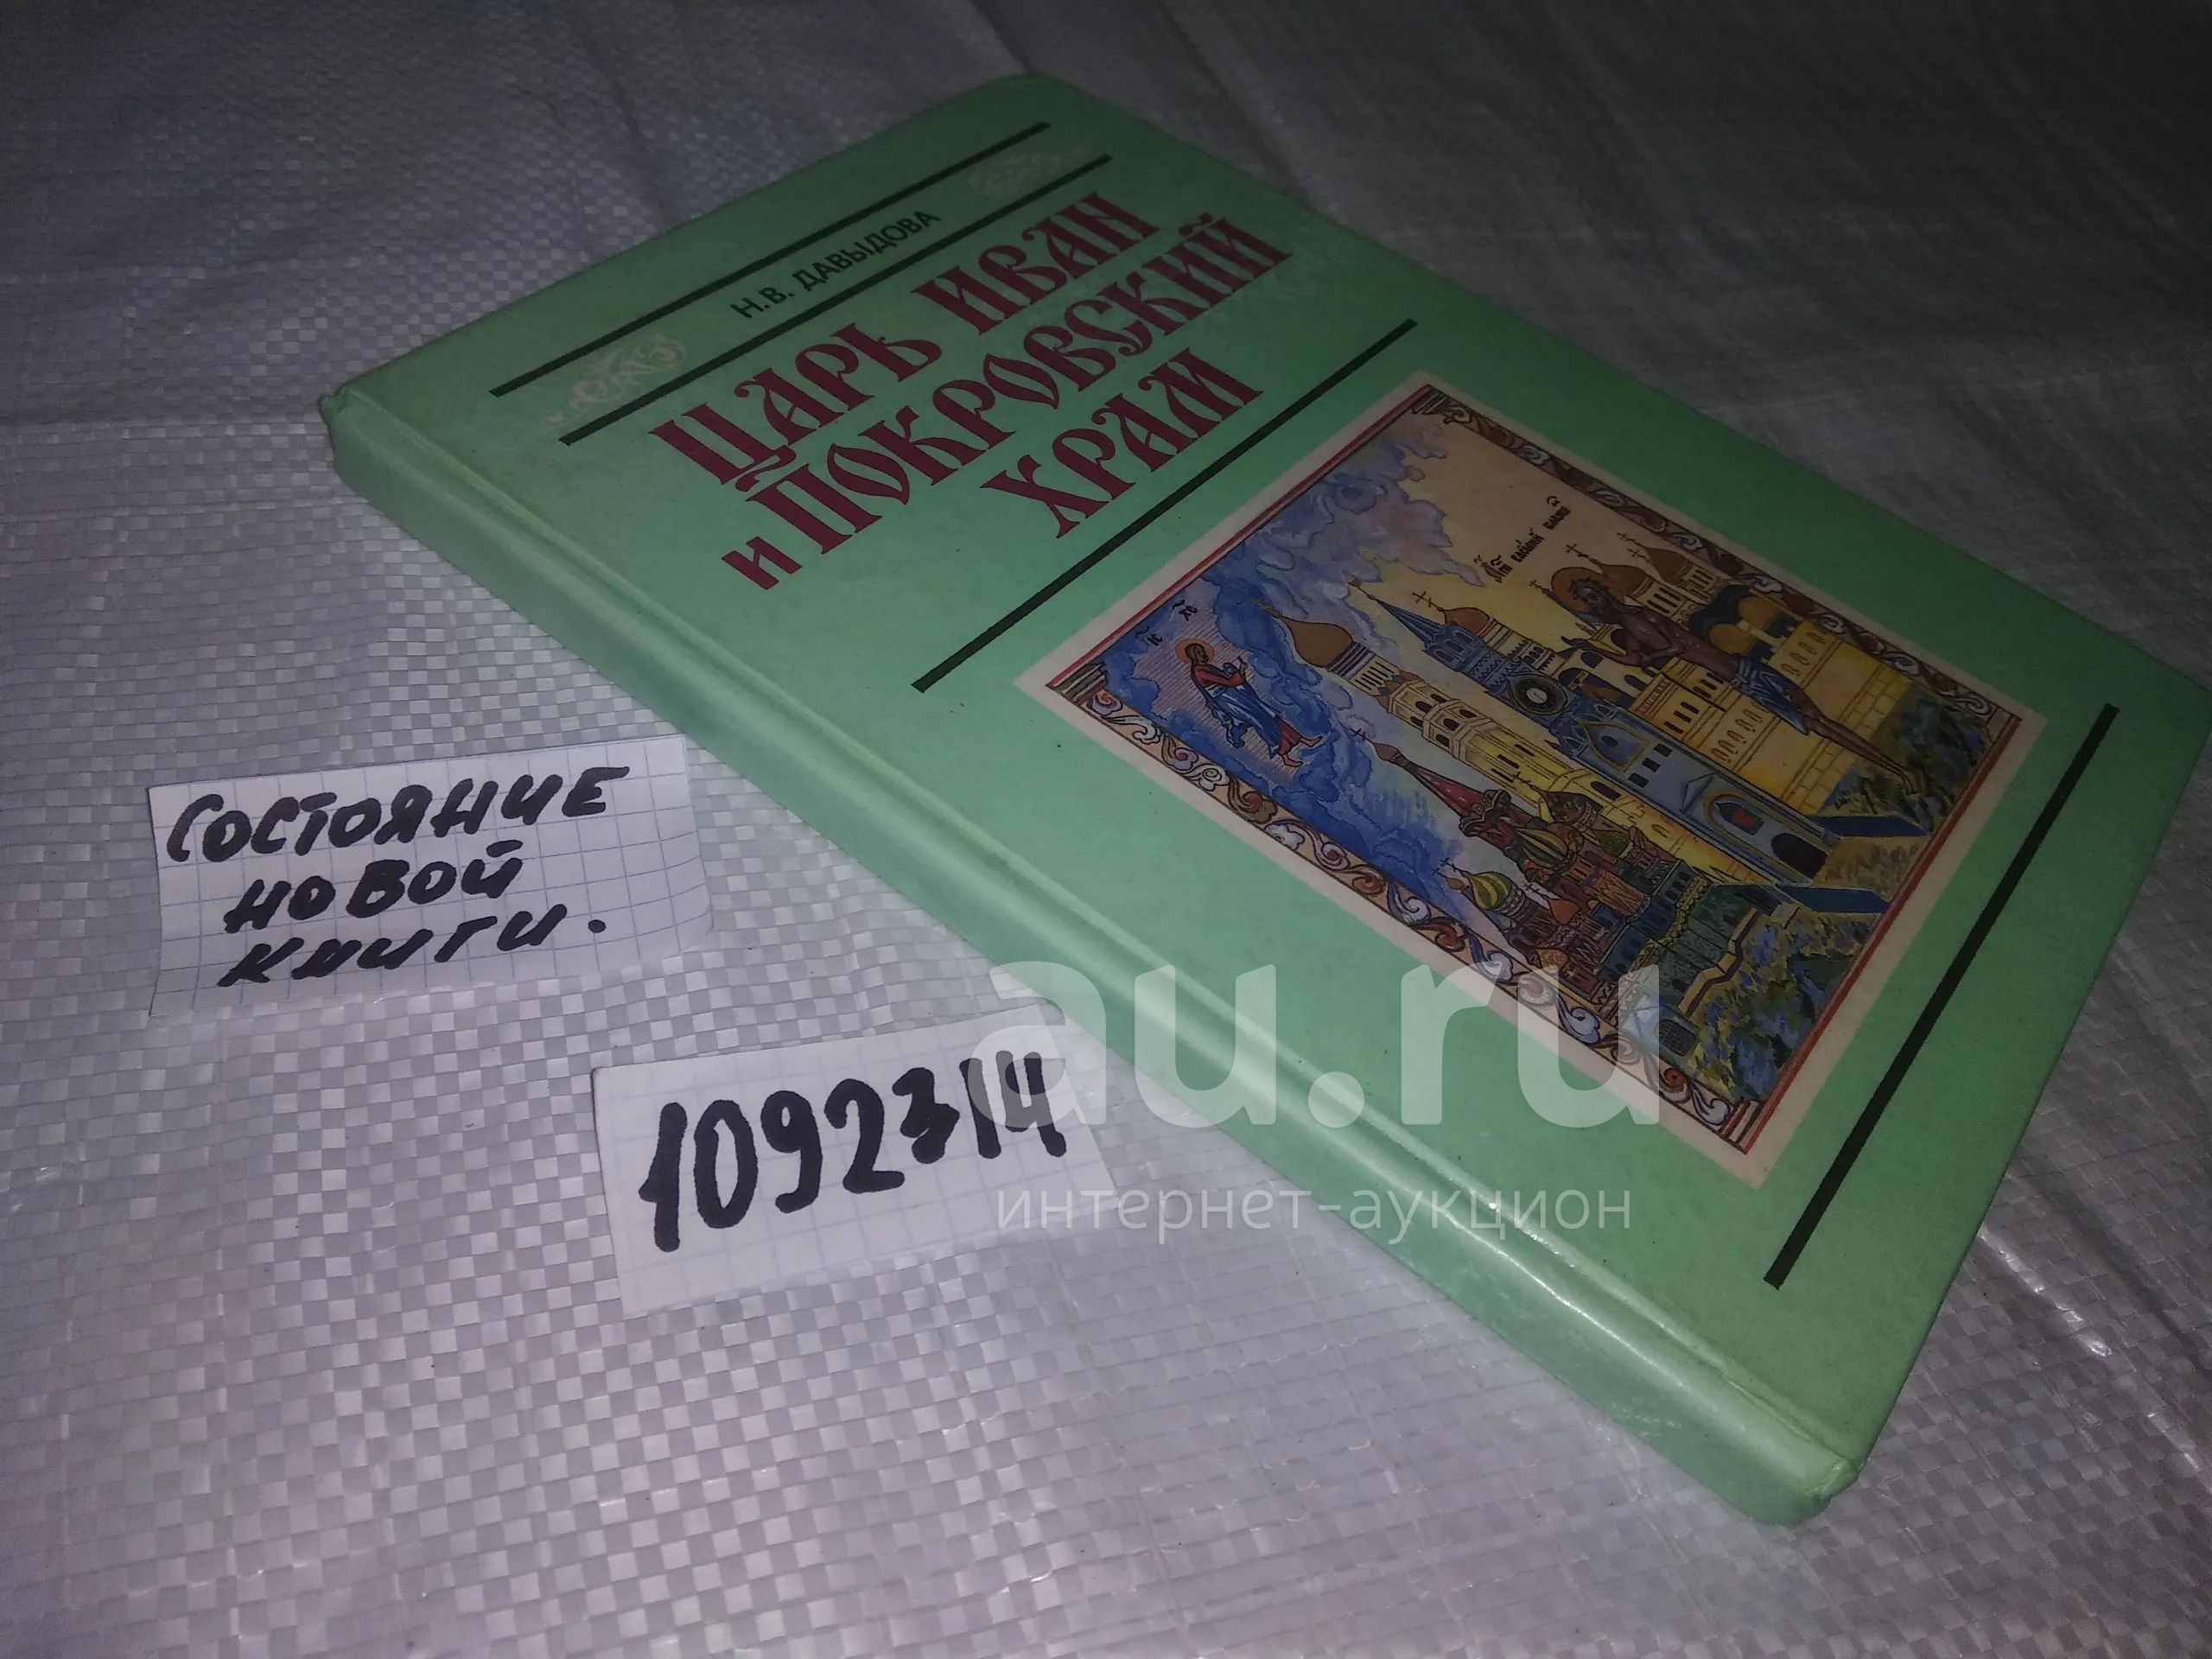 Н.В. ДАВЫДОВА
ЦАРЬ ИВАН
И ПОКРОВСКИЙ
ХРАМ
СОСТОЯНИЕ
НОВОЙ
КНИГИ.
1092314
au.ru
интернет-аукцион